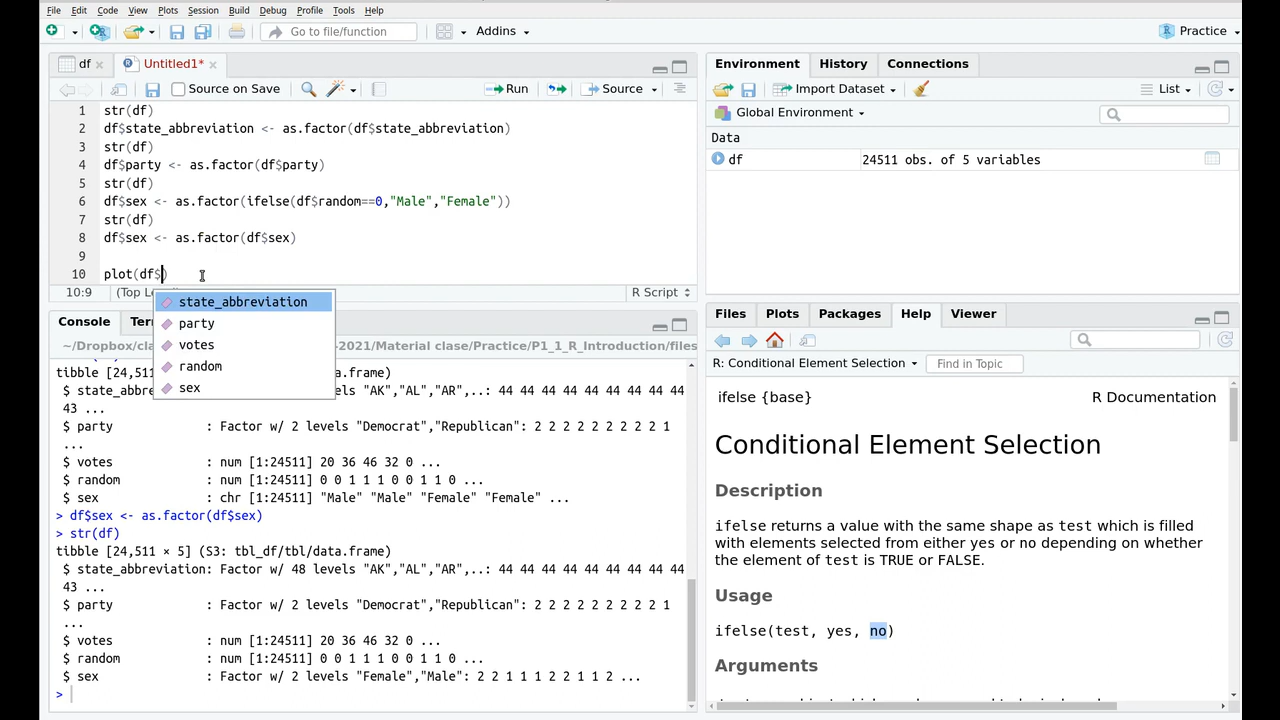 File Edit Code View Plots Session Build Debug Profile Tools Help
Go to file/function Addins Practice
df Untitled1*
Source on Save Run Source
1 str(df)
2 df$state_abbreviation <- as.factor(df$state_abbreviation)
3 str(df)
4 df$party <- as.factor(df$party)
5 str(df)
6 df$sex <- as.factor(ifelse(df$random==0,"Male","Female"))
7 str(df)
8 df$sex <- as.factor(df$sex)
9
10 plot(df$)
10:9 (Top Le R Script
state_abbreviation
party
votes
random
sex
Console Ter
~/Dropbox/cla 2021/Material clase/Practice/P1_1_R_Introduction/files
tibble [24,511 ta.frame)
$ state_abbre evels "AK","AL","AR",..: 44 44 44 44 44 44 44
43 ...
$ party : Factor w/ 2 levels "Democrat","Republican": 2 2 2 2 2 2 2 2 2 1
...
$ votes : num [1:24511] 20 36 46 32 0 ...
$ random : num [1:24511] 0 0 1 1 1 0 0 1 1 0 ...
$ sex : chr [1:24511] "Male" "Male" "Female" "Female" ...
> df$sex <- as.factor(df$sex)
> str(df)
tibble [24,511 × 5] (S3: tbl_df/tbl/data.frame)
$ state_abbreviation: Factor w/ 48 levels "AK","AL","AR",..: 44 44 44 44 44 44 44
43 ...
$ party : Factor w/ 2 levels "Democrat","Republican": 2 2 2 2 2 2 2 2 2 1
...
$ votes : num [1:24511] 20 36 46 32 0 ...
$ random : num [1:24511] 0 0 1 1 1 0 0 1 1 0 ...
$ sex : Factor w/ 2 levels "Female","Male": 2 2 1 1 1 2 2 1 1 2 ...
>
Environment History Connections
Import Dataset List
Global Environment
Data
df 24511 obs. of 5 variables
Files Plots Packages Help Viewer
R: Conditional Element Selection Find in Topic
ifelse {base} R Documentation
Conditional Element Selection
Description
ifelse returns a value with the same shape as test which is filled
with elements selected from either yes or no depending on whether
the element of test is TRUE or FALSE.
Usage
ifelse(test, yes, no)
Arguments